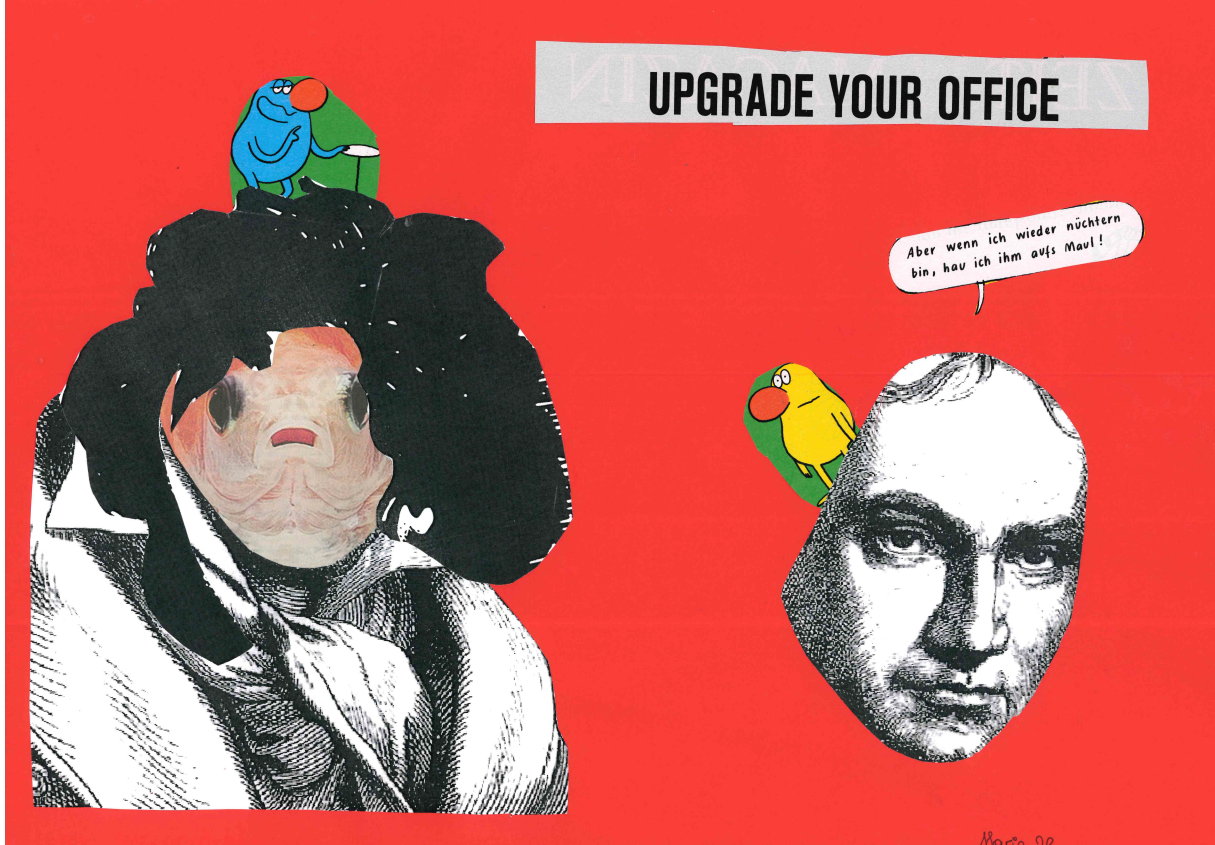 UPGRADE YOUR OFFICE
Aber wenn ich wieder nüchtern
bin, hau ich ihm aufs Maul!